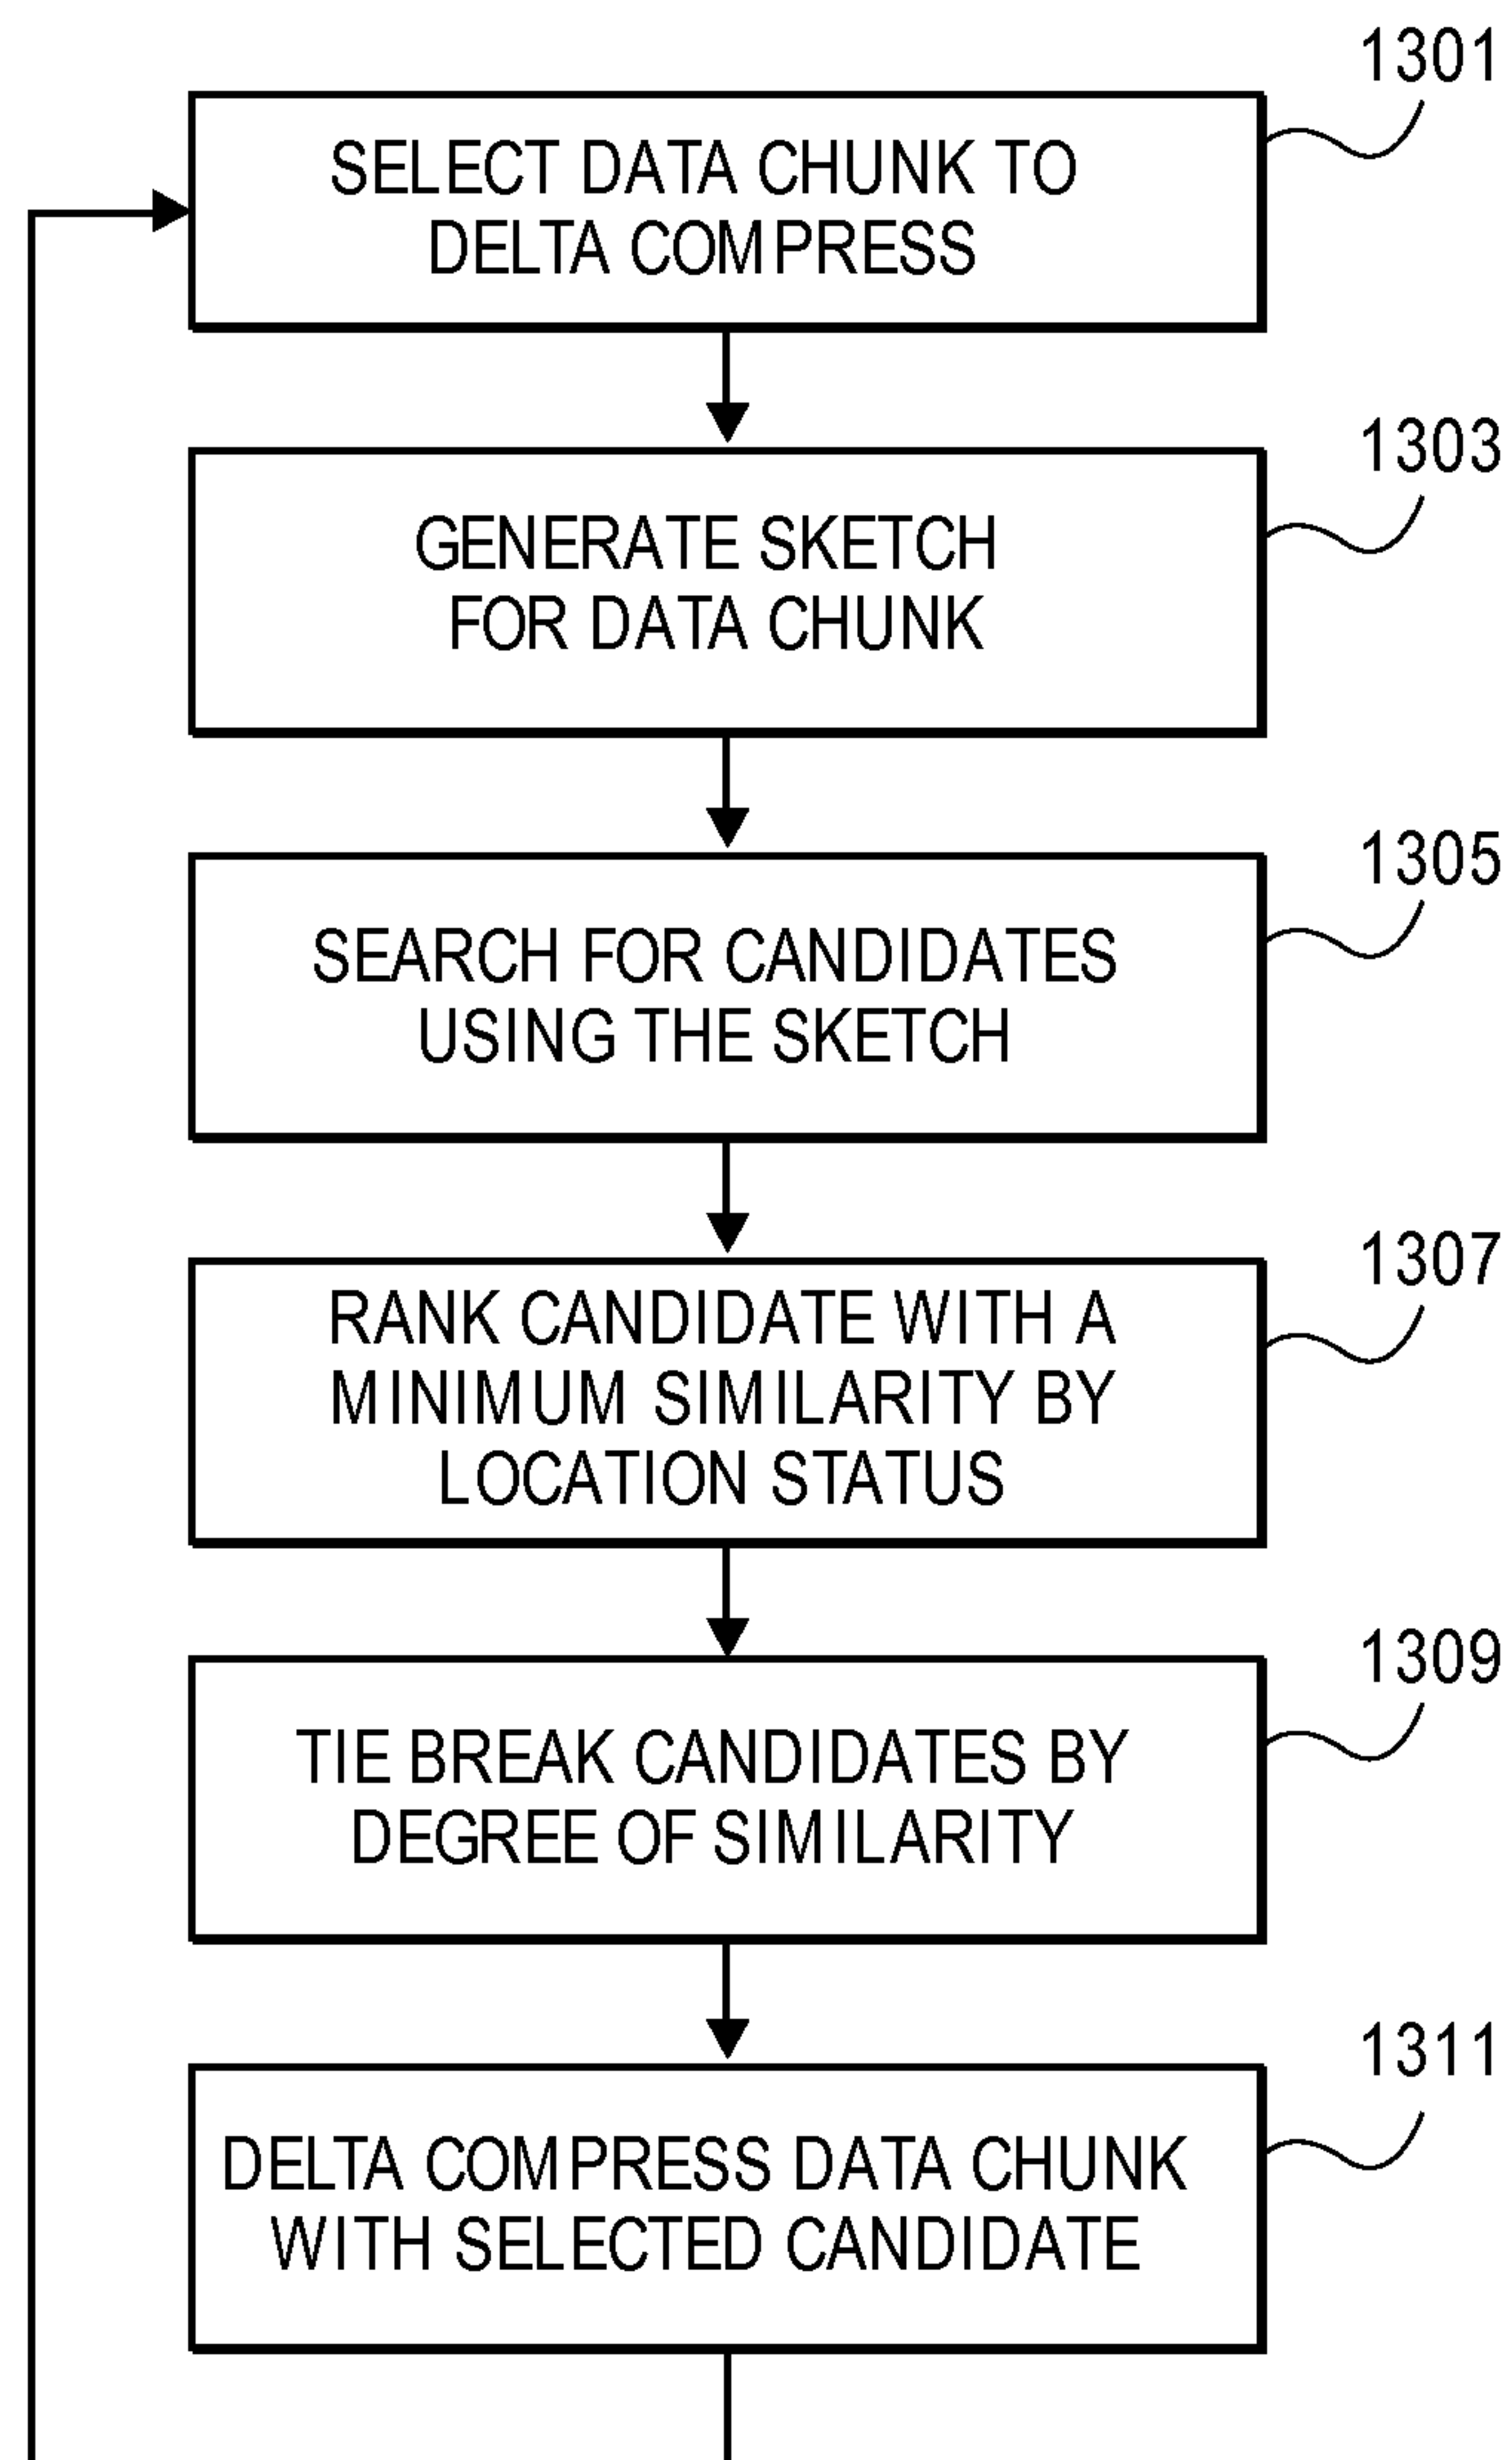 1301
SELECT DATA CHUNK TO
DELTA COMPRESS
1303
GENERATE SKETCH
FOR DATA CHUNK
1305
SEARCH FOR CANDIDATES
USING THE SKETCH
1307
RANK CANDIDATE WITH A
MINIMUM SIMILARITY BY
LOCATION STATUS
1309
TIE BREAK CANDIDATES BY
DEGREE OF SIMILARITY
1311
DELTA COMPRESS DATA CHUNK
WITH SELECTED CANDIDATE